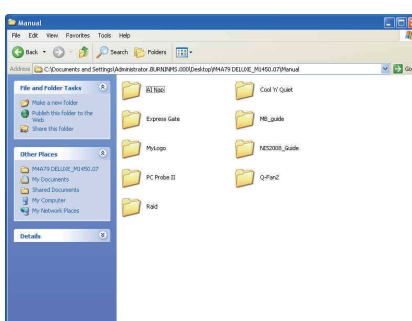 Manual
File Edit View Favorites Tools Help
Back Search Folders
Address C:\Documents and Settings\Administrator.BURNINMS.000\Desktop\M4A79 DELUXE_M1450.07\Manual Go
File and Folder Tasks
Make a new folder
Publish this folder to the Web
Share this folder
Other Places
M4A79 DELUXE_M1450.07
My Documents
Shared Documents
My Computer
My Network Places
Details
AI Nap Cool 'n' Quiet
Express Gate MB_guide
MyLogo NIS2008_Guide
PC Probe II Q-Fan2
Raid